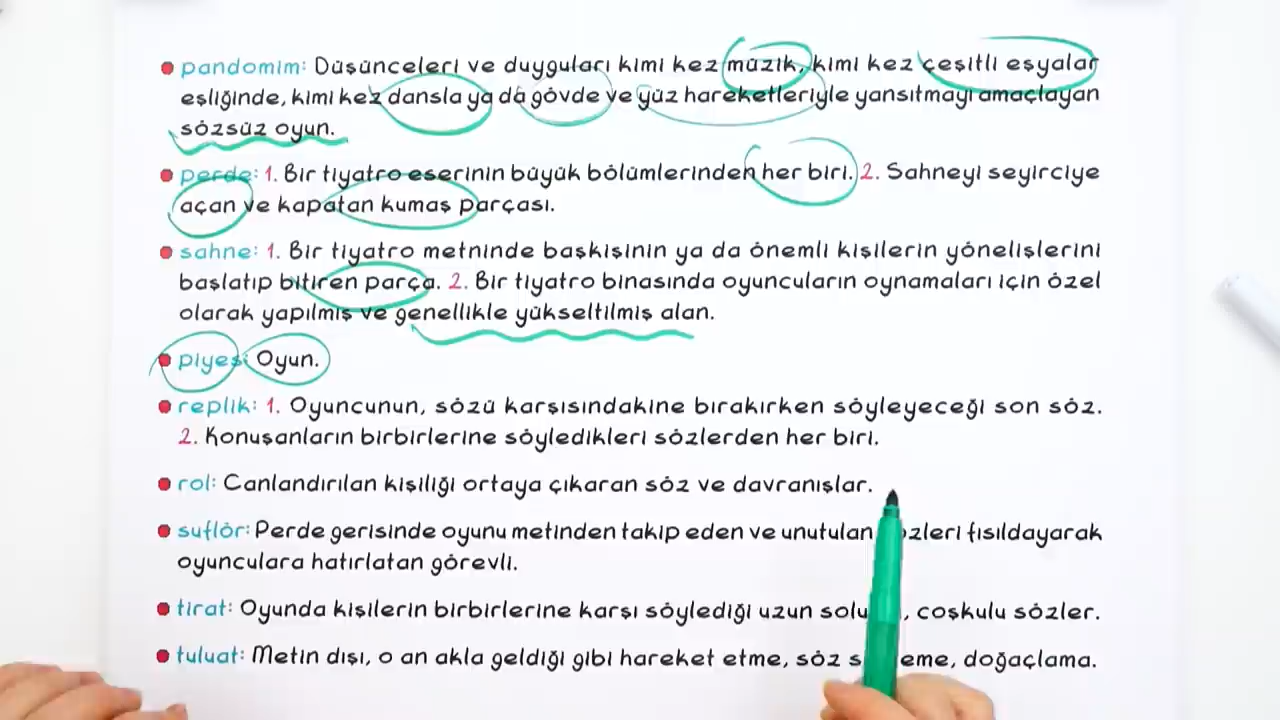 pandomim: Düşünceleri ve duyguları kimi kez müzik, kimi kez çeşitli eşyalar
eşliğinde, kimi kez dansla ya da gövde ve yüz hareketleriyle yansıtmayı amaçlayan
sözsüz oyun.
perde: 1. Bir tiyatro eserinin büyük bölümlerinden her biri. 2. Sahneyi seyirciye
açan ve kapatan kumaş parçası.
sahne: 1. Bir tiyatro metninde başkişinin ya da önemli kişilerin yönelişlerini
başlatıp bitiren parça. 2. Bir tiyatro binasında oyuncuların oynamaları için özel
olarak yapılmış ve genellikle yükseltilmiş alan.
piyes: Oyun.
replik: 1. Oyuncunun, sözü karşısındakine bırakırken söyleyeceği son söz.
2. Konuşanların birbirlerine söyledikleri sözlerden her biri.
rol: Canlandırılan kişiliği ortaya çıkaran söz ve davranışlar.
suflör: Perde gerisinde oyunu metinden takip eden ve unutulan fısıldayarak
oyunculara hatırlatan görevli.
tirat: Oyunda kişilerin birbirlerine karşı söylediği uzun coşkulu sözler.
tuluat: Metin dışı, o an akla geldiği gibi hareket etme, söz doğaçlama.